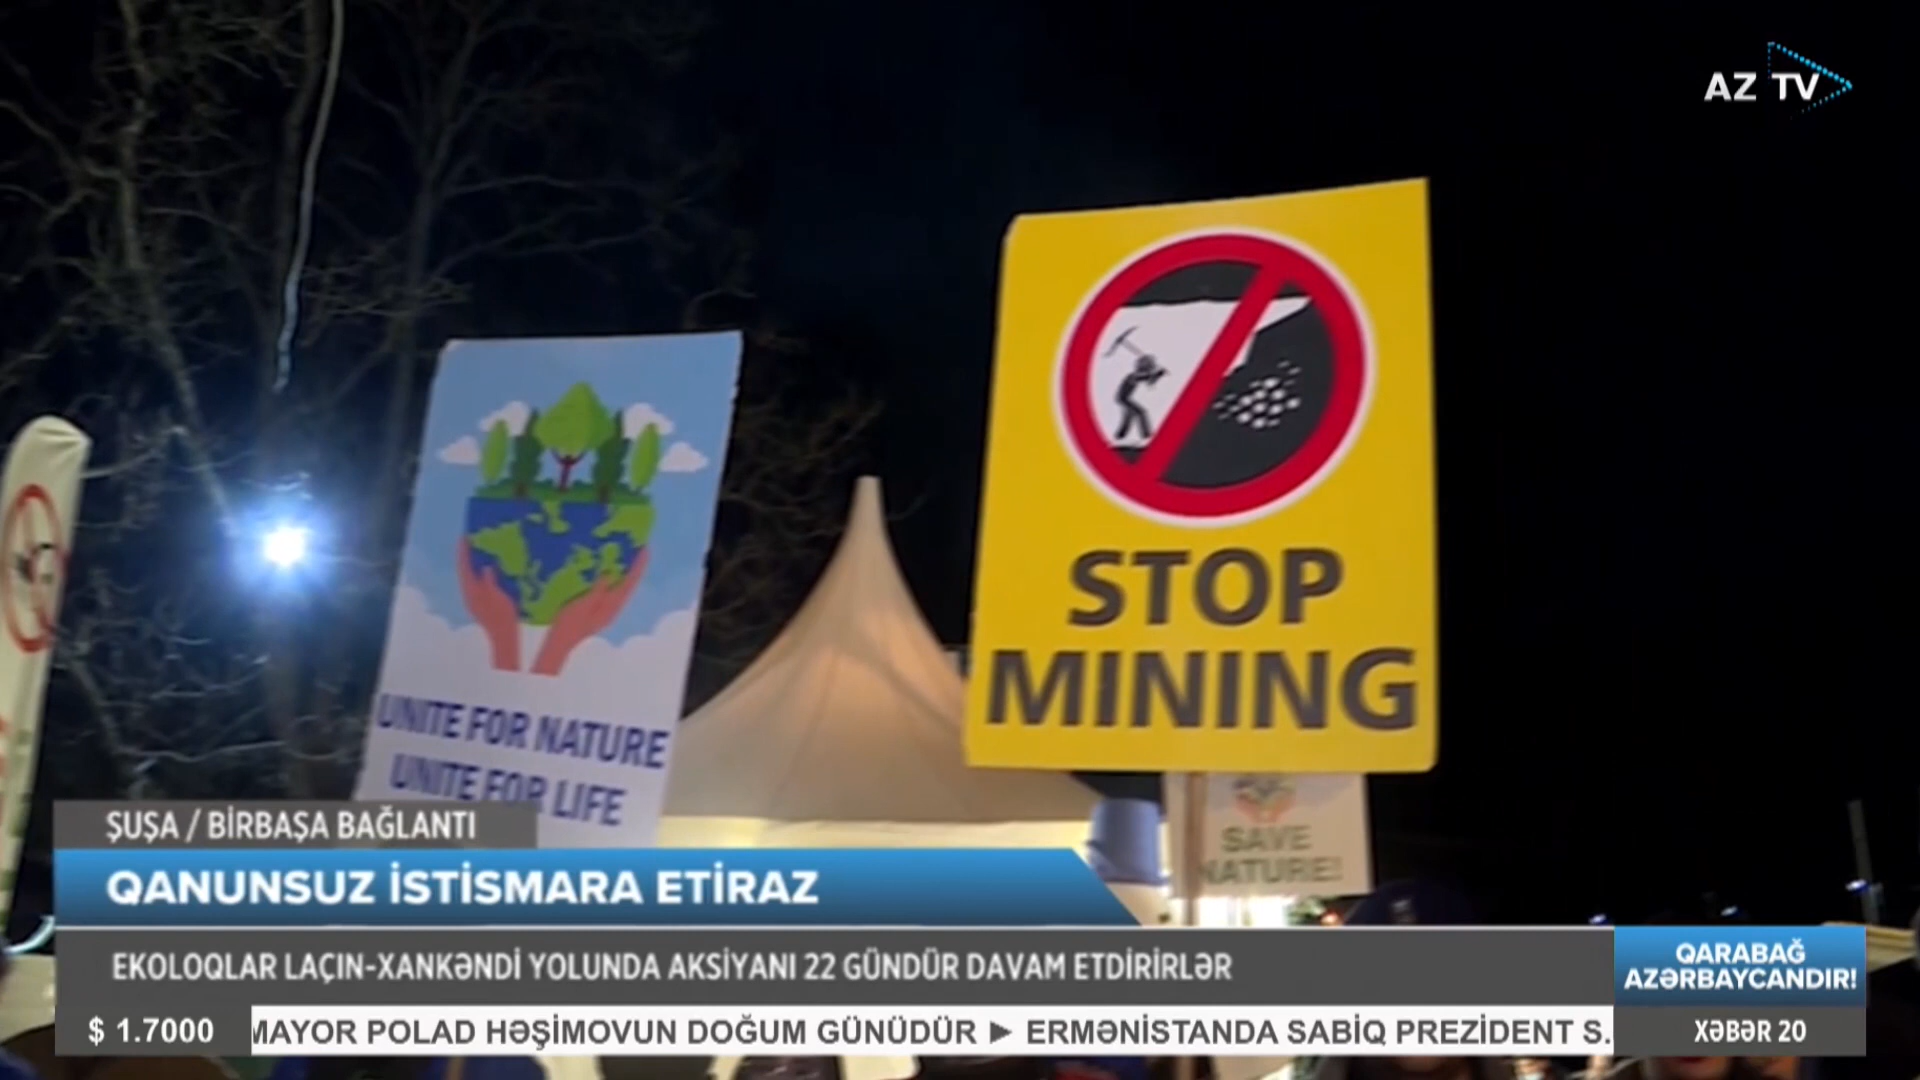 AZ TV
STOP
MINING
UNITE FOR NATURE
UNITE FOR LIFE
SAVE
NATURE!
ŞUŞA / BİRBAŞA BAĞLANTI
QANUNSUZ İSTİSMARA ETİRAZ
EKOLOQLAR LAÇIN-XANKƏNDİ YOLUNDA AKSİYANI 22 GÜNDÜR DAVAM ETDİRİRLƏR
QARABAĞ
AZƏRBAYCANDIR!
$ 1.7000
MAYOR POLAD HƏŞİMOVUN DOĞUM GÜNÜDÜR ► ERMƏNİSTANDA SABİQ PREZİDENT S.
XƏBƏR 20